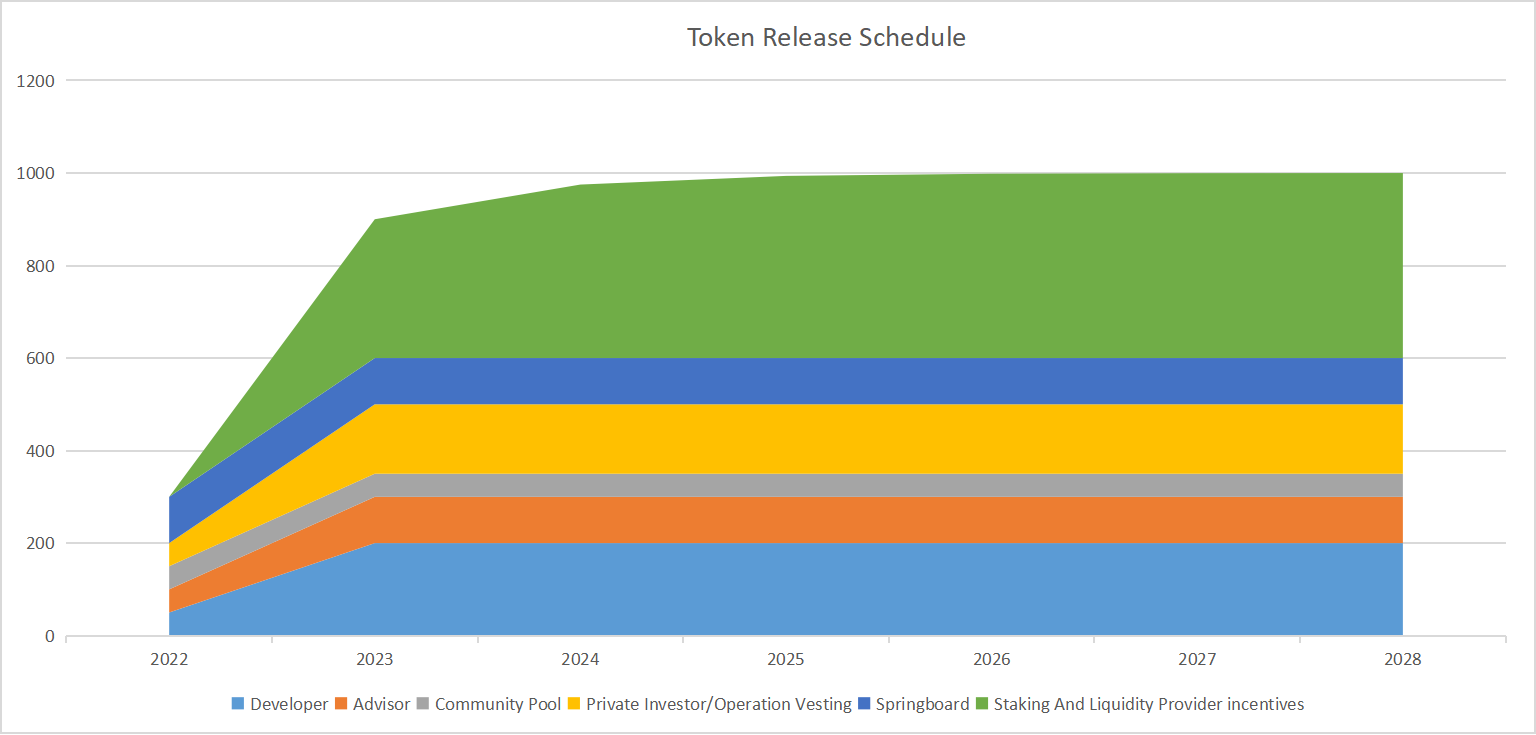 Token Release Schedule
1200
1000
800
600
400
200
0
2022 2023 2024 2025 2026 2027 2028
Developer Advisor Community Pool Private Investor/Operation Vesting Springboard Staking And Liquidity Provider incentives